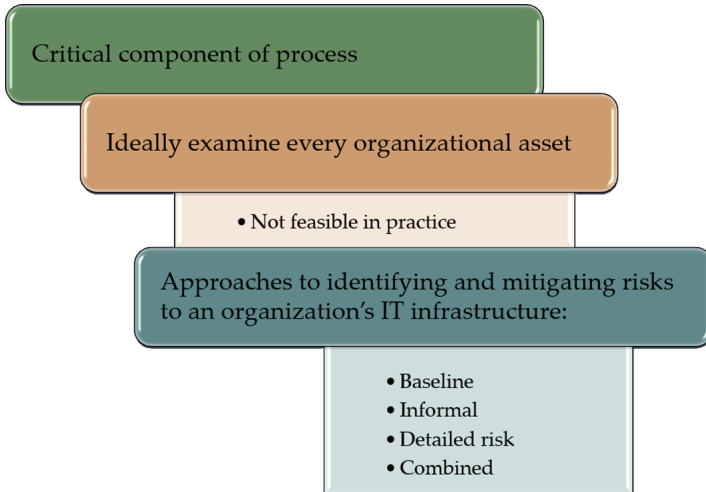 Critical component of process
Ideally examine every organizational asset
• Not feasible in practice
Approaches to identifying and mitigating risks
to an organization’s IT infrastructure:
• Baseline
• Informal
• Detailed risk
• Combined